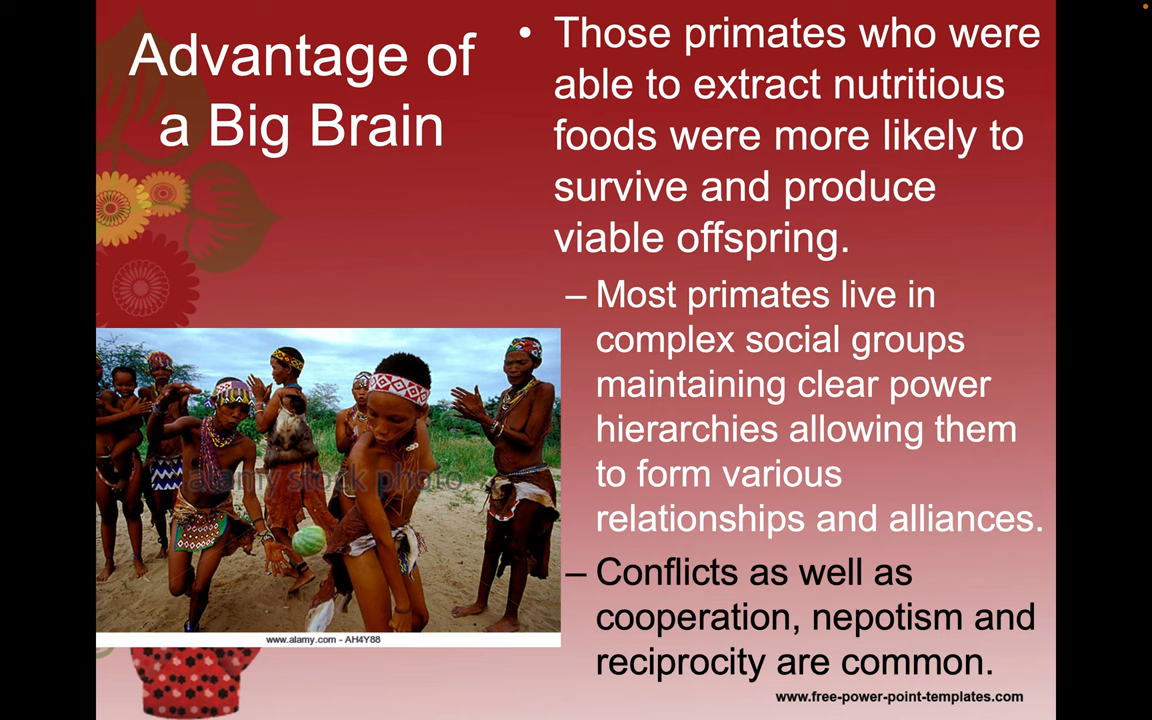 Advantage of
a Big Brain
• Those primates who were
able to extract nutritious
foods were more likely to
survive and produce
viable offspring.
– Most primates live in
complex social groups
maintaining clear power
hierarchies allowing them
to form various
relationships and alliances.
– Conflicts as well as
cooperation, nepotism and
reciprocity are common.
alamy stock photo
www.alamy.com - AH4Y88
www.free-power-point-templates.com